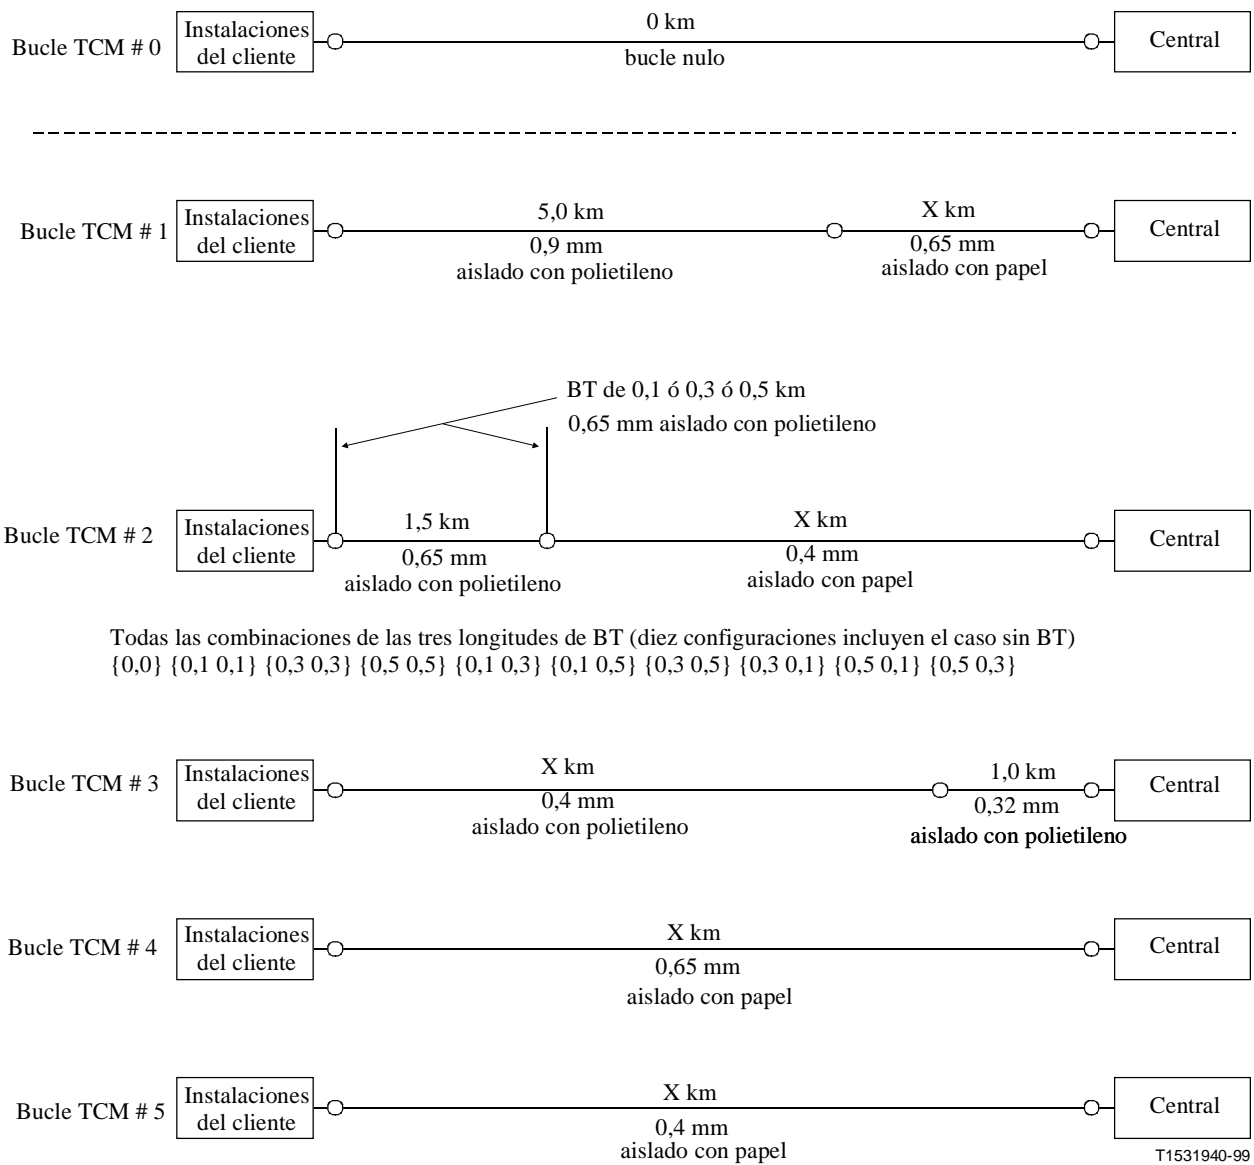 Bucle TCM # 0
Instalaciones
del cliente
0 km
bucle nulo
Central
Bucle TCM # 1
Instalaciones
del cliente
5,0 km
0,9 mm
aislado con polietileno
X km
0,65 mm
aislado con papel
Central
BT de 0,1 ó 0,3 ó 0,5 km
0,65 mm aislado con polietileno
Bucle TCM # 2
Instalaciones
del cliente
1,5 km
0,65 mm
aislado con polietileno
X km
0,4 mm
aislado con papel
Central
Todas las combinaciones de las tres longitudes de BT (diez configuraciones incluyen el caso sin BT)
{0,0} {0,1 0,1} {0,3 0,3} {0,5 0,5} {0,1 0,3} {0,1 0,5} {0,3 0,5} {0,3 0,1} {0,5 0,1} {0,5 0,3}
Bucle TCM # 3
Instalaciones
del cliente
X km
0,4 mm
aislado con polietileno
1,0 km
0,32 mm
aislado con polietileno
Central
Bucle TCM # 4
Instalaciones
del cliente
X km
0,65 mm
aislado con papel
Central
Bucle TCM # 5
Instalaciones
del cliente
X km
0,4 mm
aislado con papel
Central
T1531940-99